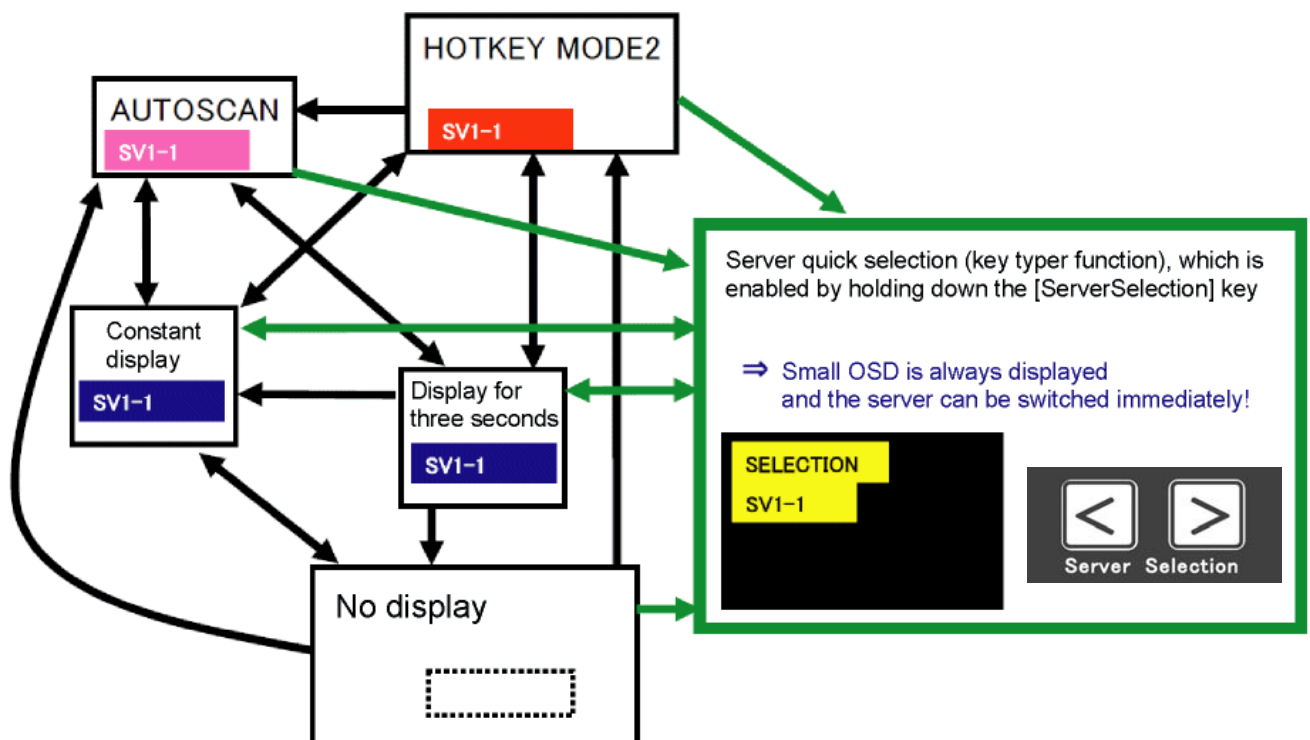 HOTKEY MODE2
SV1-1
AUTOSCAN
SV1-1
Constant
display
SV1-1
Display for
three seconds
SV1-1
No display
Server quick selection (key typer function), which is
enabled by holding down the [ServerSelection] key
⇒ Small OSD is always displayed
and the server can be switched immediately!
SELECTION
SV1-1
< >
Server Selection